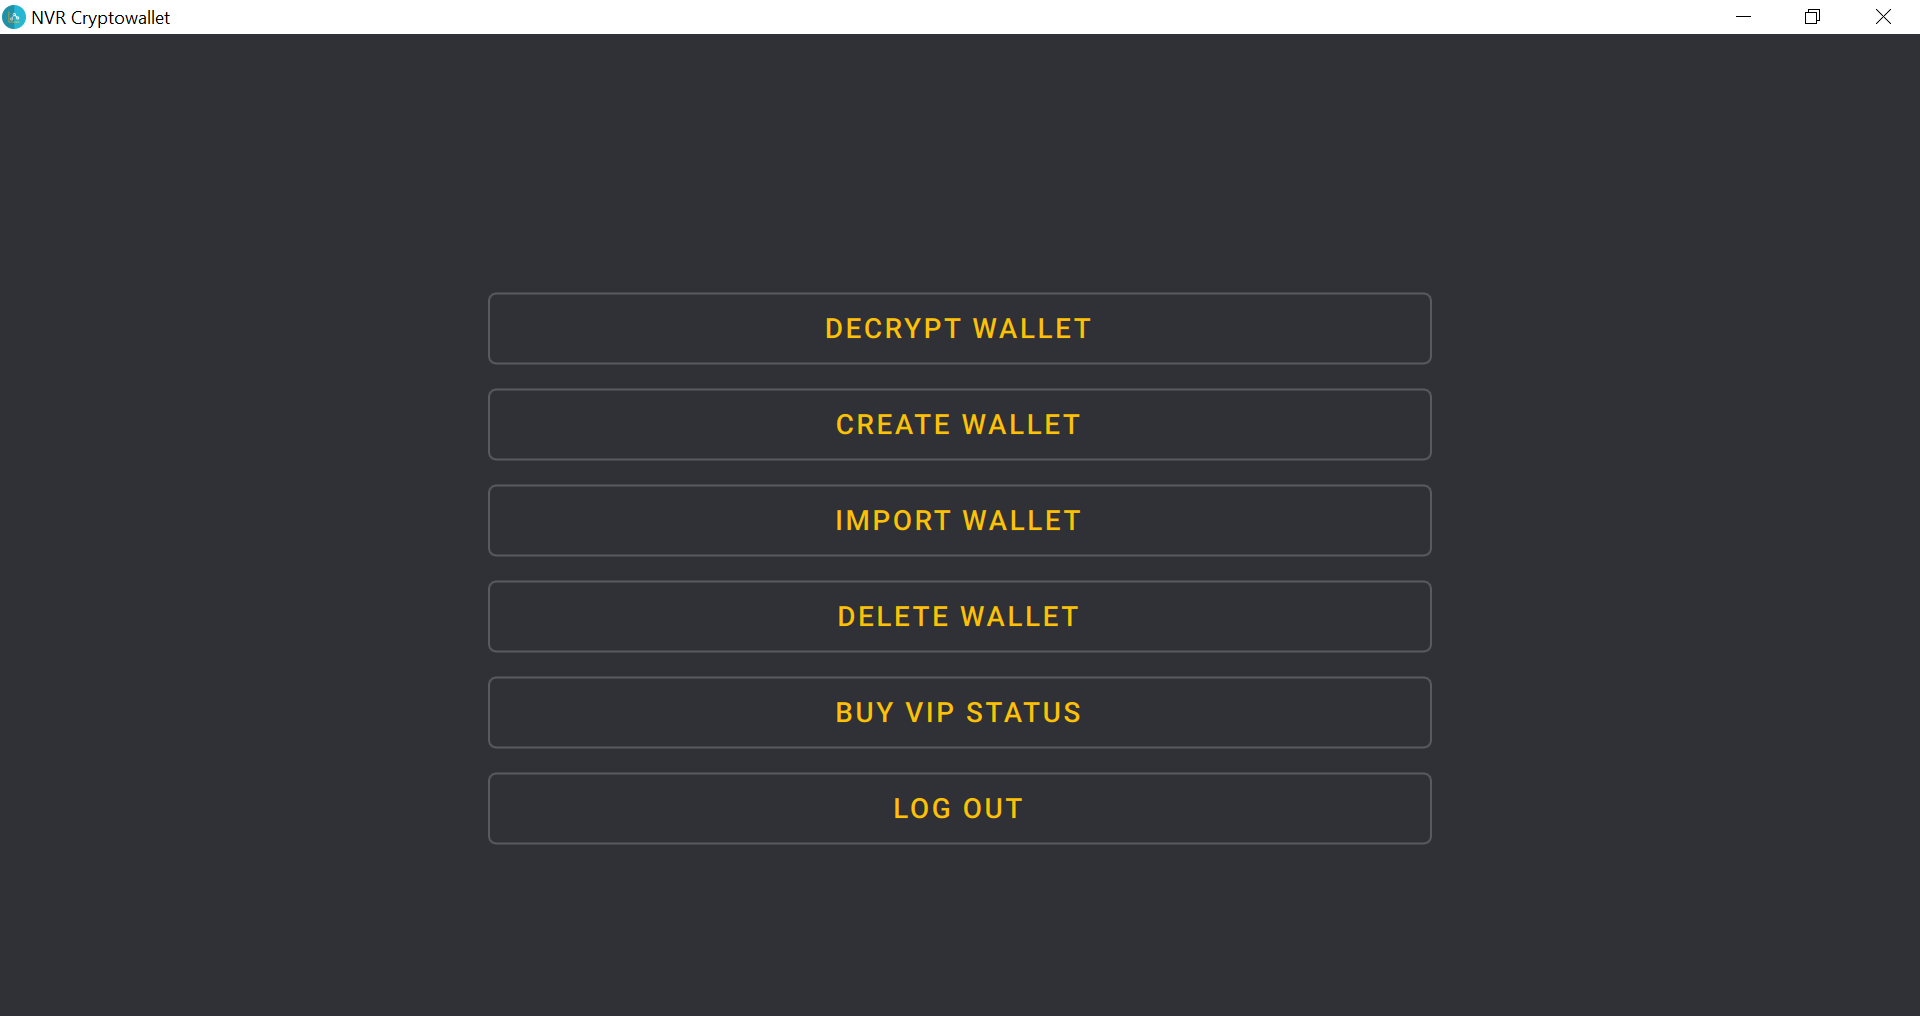 NVR Cryptowallet
DECRYPT WALLET
CREATE WALLET
IMPORT WALLET
DELETE WALLET
BUY VIP STATUS
LOG OUT